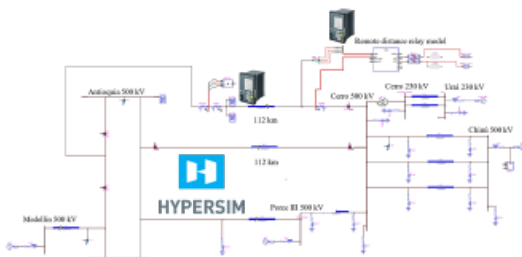 Remote distance relay model
Antioquia 500 kV
Cerro 500 kV
Cerro 230 kV
Urrá 230 kV
112 km
Chinú 500 kV
112 km
HYPERSIM
Medellin 500 kV
Porce III 500 kV